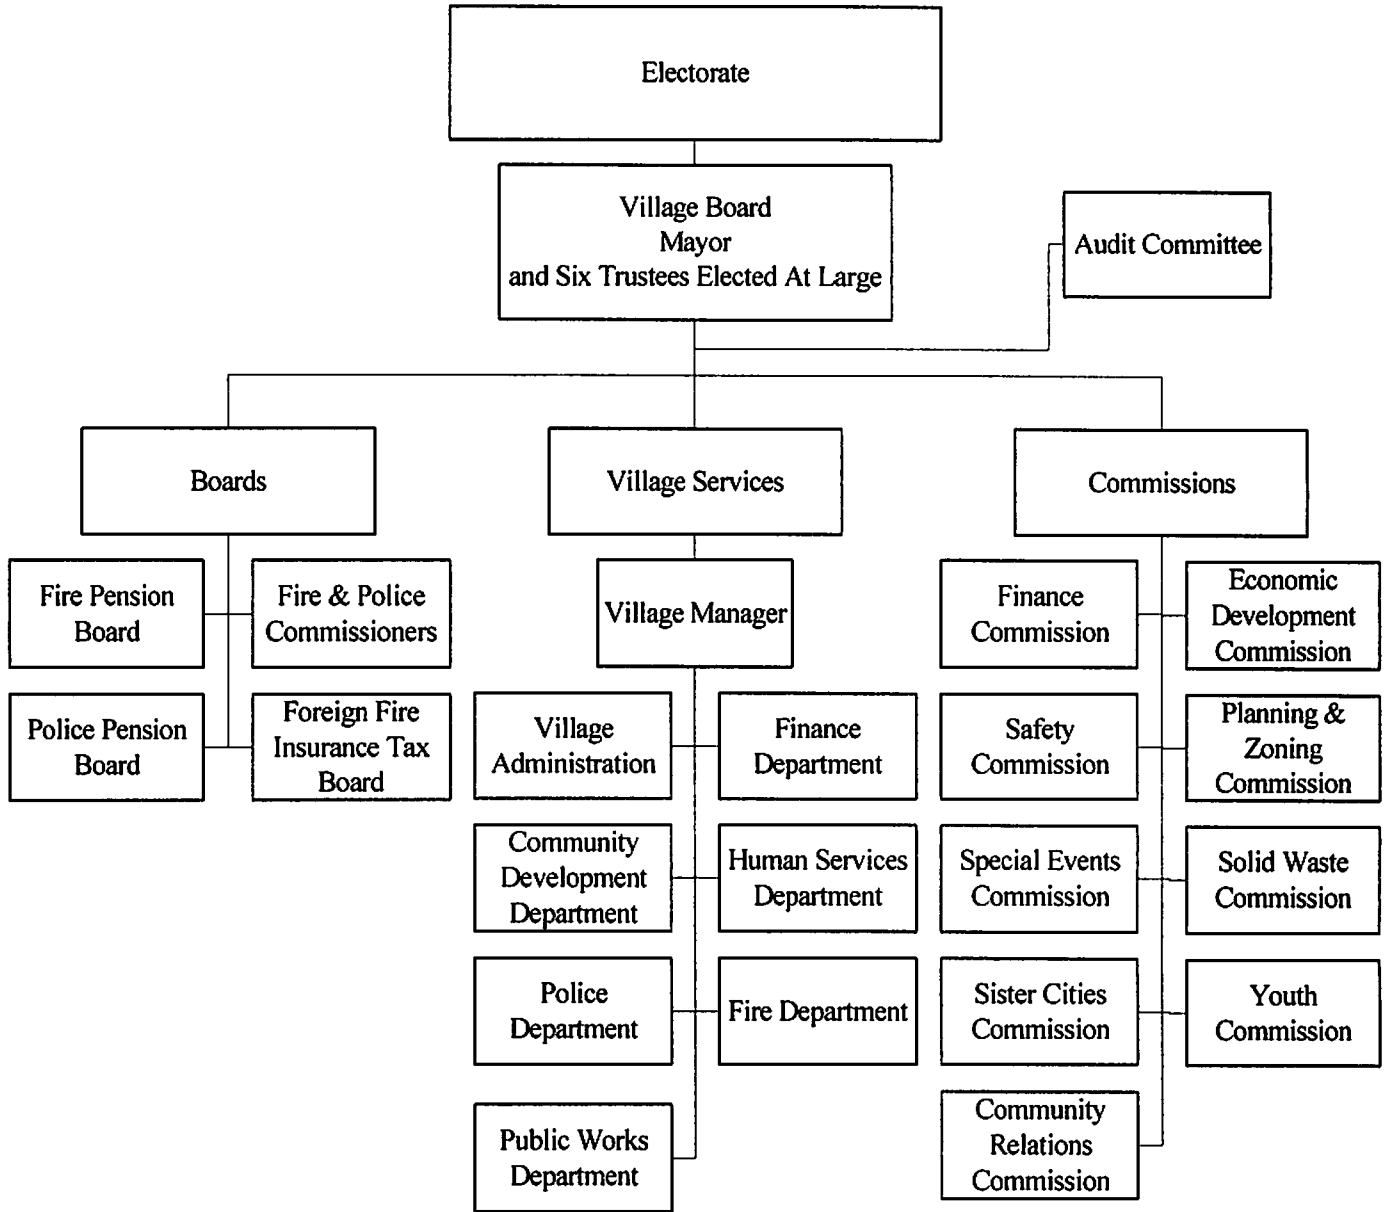 Electorate
Village Board
Mayor
and Six Trustees Elected At Large
Audit Committee
Boards
Village Services
Commissions
Fire Pension
Board
Fire & Police
Commissioners
Police Pension
Board
Foreign Fire
Insurance Tax
Board
Village Manager
Village
Administration
Finance
Department
Community
Development
Department
Human Services
Department
Police
Department
Fire Department
Public Works
Department
Finance
Commission
Economic
Development
Commission
Safety
Commission
Planning &
Zoning
Commission
Special Events
Commission
Solid Waste
Commission
Sister Cities
Commission
Youth
Commission
Community
Relations
Commission